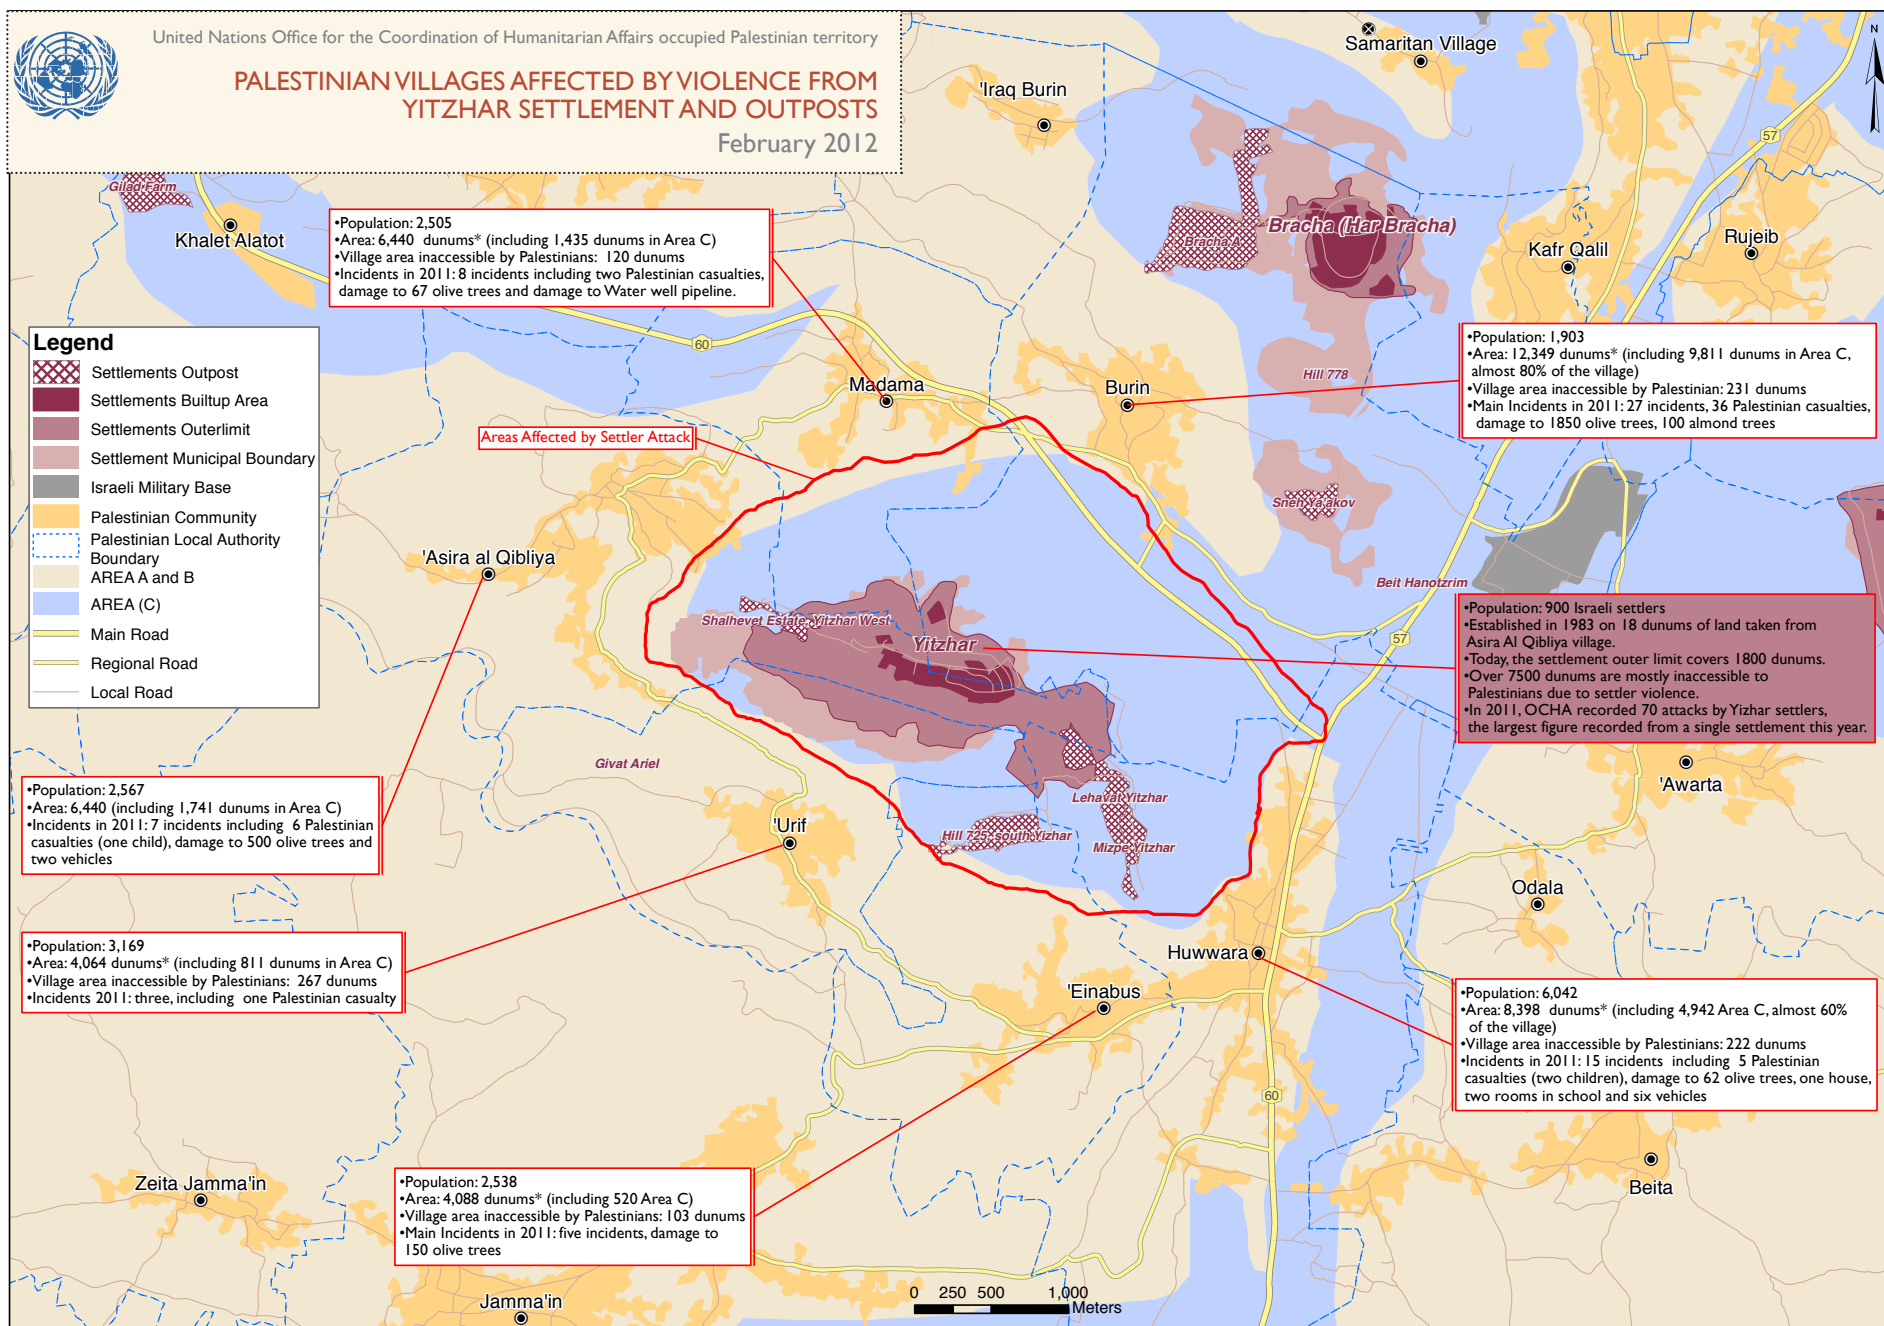 United Nations Office for the Coordination of Humanitarian Affairs occupied Palestinian territory
PALESTINIAN VILLAGES AFFECTED BY VIOLENCE FROM
YITZHAR SETTLEMENT AND OUTPOSTS
February 2012
Samaritan Village
'Iraq Burin
N
57
Gilad Farm
Khalet Alatot
•Population: 2,505
•Area: 6,440 dunums* (including 1,435 dunums in Area C)
•Village area inaccessible by Palestinians: 120 dunums
•Incidents in 2011: 8 incidents including two Palestinian casualties,
damage to 67 olive trees and damage to Water well pipeline.
Bracha (Har Bracha)
Bracha A
Kafr Qalil
Rujeib
Legend
Settlements Outpost
Settlements Builtup Area
Settlements Outerlimit
Settlement Municipal Boundary
Israeli Military Base
Palestinian Community
Palestinian Local Authority
Boundary
AREA A and B
AREA (C)
Main Road
Regional Road
Local Road
60
Madama
Burin
Hill 778
•Population: 1,903
•Area: 12,349 dunums* (including 9,811 dunums in Area C,
almost 80% of the village)
•Village area inaccessible by Palestinian: 231 dunums
•Main Incidents in 2011: 27 incidents, 36 Palestinian casualties,
damage to 1850 olive trees, 100 almond trees
Areas Affected by Settler Attack
Sneh Ya'akov
'Asira al Qibliya
Beit Hanotzrim
Shalhevet Estate-Yitzhar West
Yitzhar
57
•Population: 900 Israeli settlers
•Established in 1983 on 18 dunums of land taken from
Asira Al Qibliya village.
•Today, the settlement outer limit covers 1800 dunums.
•Over 7500 dunums are mostly inaccessible to
Palestinians due to settler violence.
•In 2011, OCHA recorded 70 attacks by Yizhar settlers,
the largest figure recorded from a single settlement this year.
Givat Ariel
'Awarta
•Population: 2,567
•Area: 6,440 (including 1,741 dunums in Area C)
•Incidents in 2011: 7 incidents including 6 Palestinian
casualties (one child), damage to 500 olive trees and
two vehicles
Lehavat Yitzhar
'Urif
Hill 725, south Yizhar
Mizpe Yitzhar
Odala
•Population: 3,169
•Area: 4,064 dunums* (including 811 dunums in Area C)
•Village area inaccessible by Palestinians: 267 dunums
•Incidents 2011: three, including one Palestinian casualty
Huwwara
'Einabus
•Population: 6,042
•Area: 8,398 dunums* (including 4,942 Area C, almost 60%
of the village)
•Village area inaccessible by Palestinians: 222 dunums
•Incidents in 2011: 15 incidents including 5 Palestinian
casualties (two children), damage to 62 olive trees, one house,
two rooms in school and six vehicles
60
Zeita Jamma'in
•Population: 2,538
•Area: 4,088 dunums* (including 520 Area C)
•Village area inaccessible by Palestinians: 103 dunums
•Main Incidents in 2011: five incidents, damage to
150 olive trees
Beita
Jamma'in
0 250 500 1,000
Meters